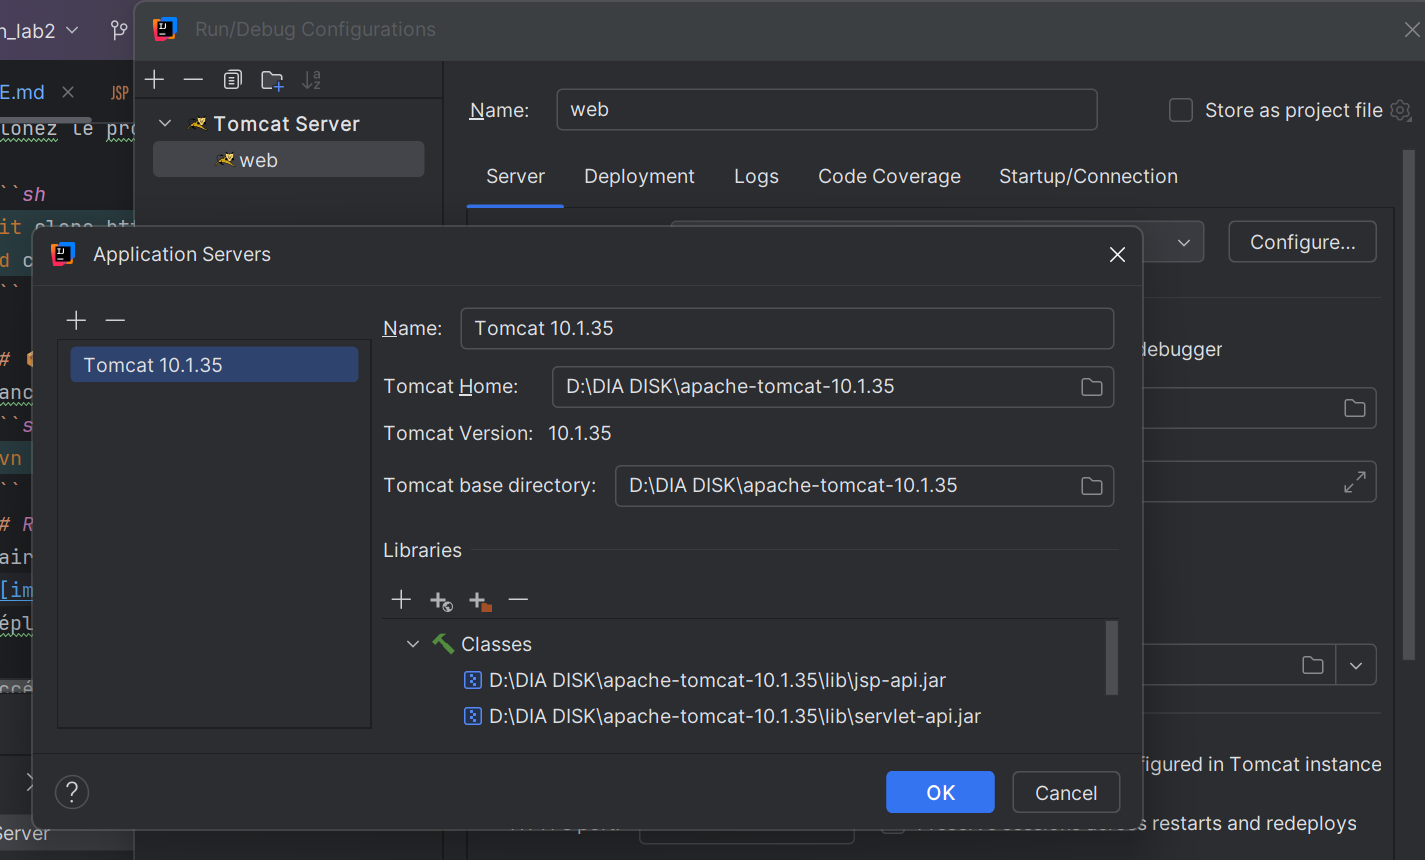 n_lab2
Run/Debug Configurations
E.md
JSP
lonez le pro
Name: web
Store as project file
Tomcat Server
web
Server Deployment Logs Code Coverage Startup/Connection
```sh
it clone
Configure...
Application Servers
d c
Tomcat 10.1.35
Name: Tomcat 10.1.35
debugger
Tomcat Home: D:\DIA DISK\apache-tomcat-10.1.35
Tomcat Version: 10.1.35
Tomcat base directory: D:\DIA DISK\apache-tomcat-10.1.35
anc
vn
# R
air
[im
épl
Libraries
Classes
D:\DIA DISK\apache-tomcat-10.1.35\lib\jsp-api.jar
D:\DIA DISK\apache-tomcat-10.1.35\lib\servlet-api.jar
figured in Tomcat instance
?
OK
Cancel
Server
Preserve sessions across restarts and redeploys